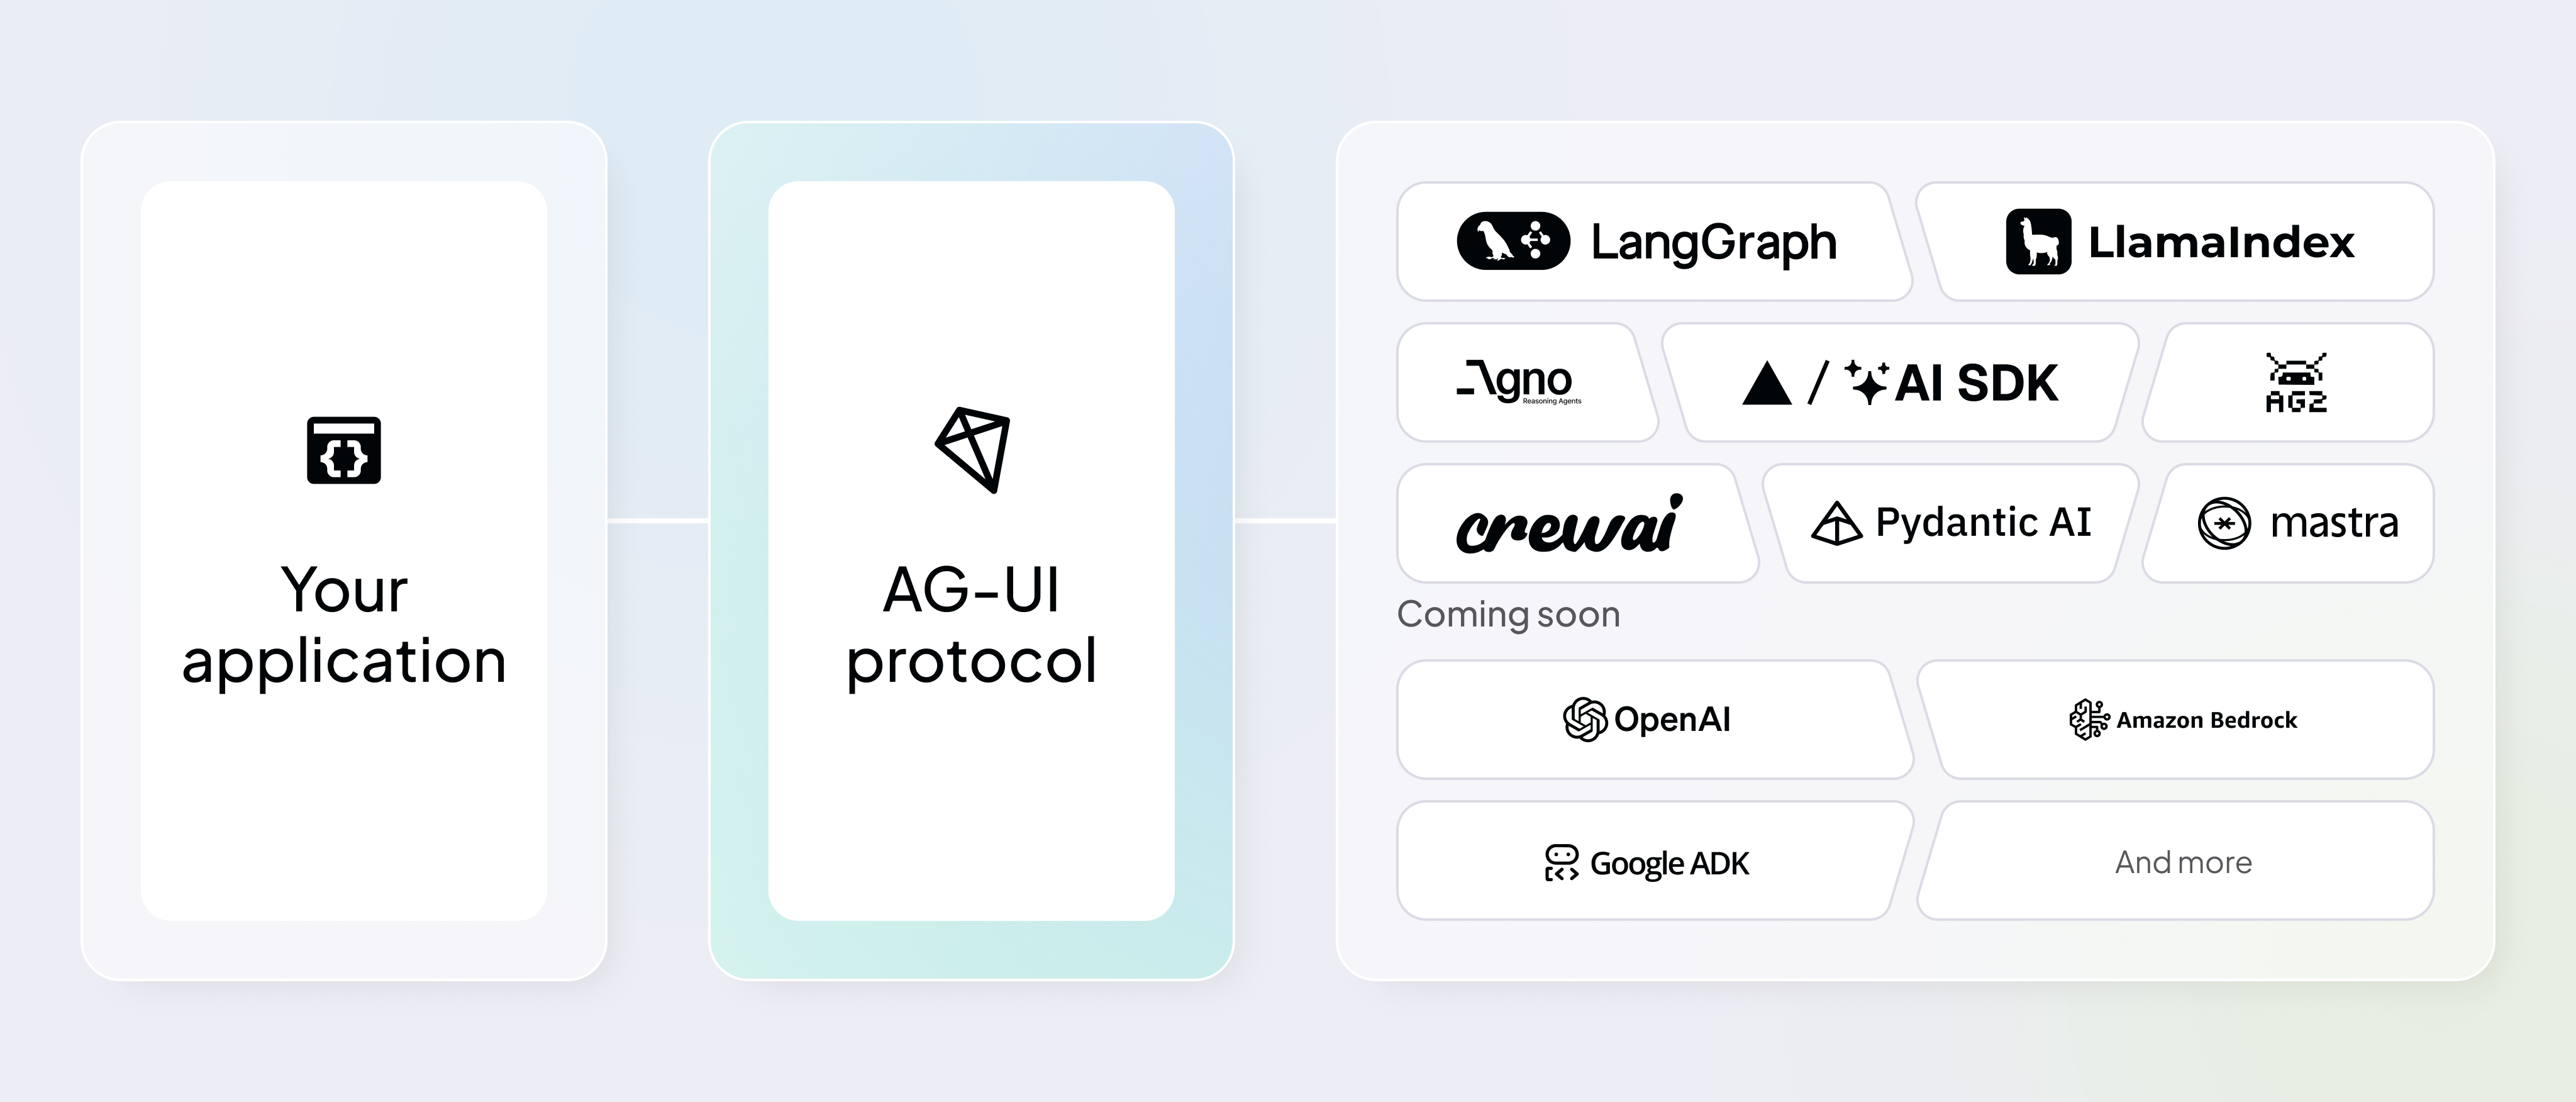 Your
application
AG-UI
protocol
LangGraph
LlamaIndex
Agno
Reasoning Agents
/ AI SDK
AG2
crewai
Pydantic AI
mastra
Coming soon
OpenAI
Amazon Bedrock
Google ADK
And more